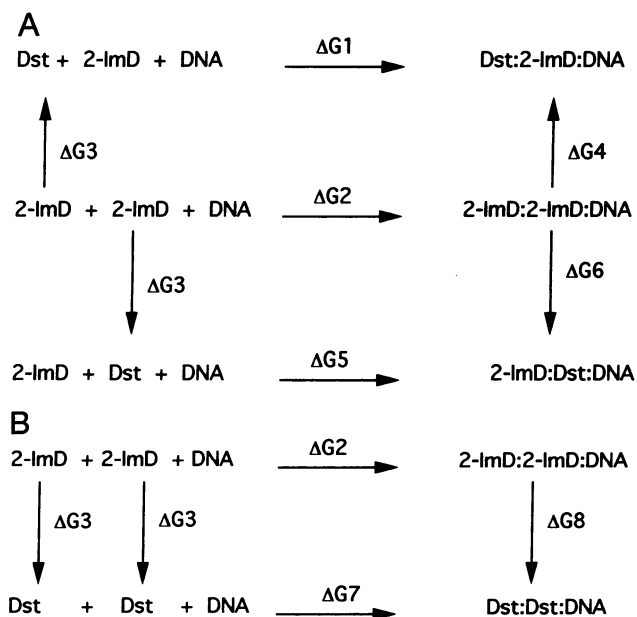 A
Dst + 2-ImD + DNA ΔG1 Dst:2-ImD:DNA
ΔG3 ΔG4
2-ImD + 2-ImD + DNA ΔG2 2-ImD:2-ImD:DNA
ΔG3 ΔG6
2-ImD + Dst + DNA ΔG5 2-ImD:Dst:DNA
B
2-ImD + 2-ImD + DNA ΔG2 2-ImD:2-ImD:DNA
ΔG3 ΔG3 ΔG8
Dst + Dst + DNA ΔG7 Dst:Dst:DNA